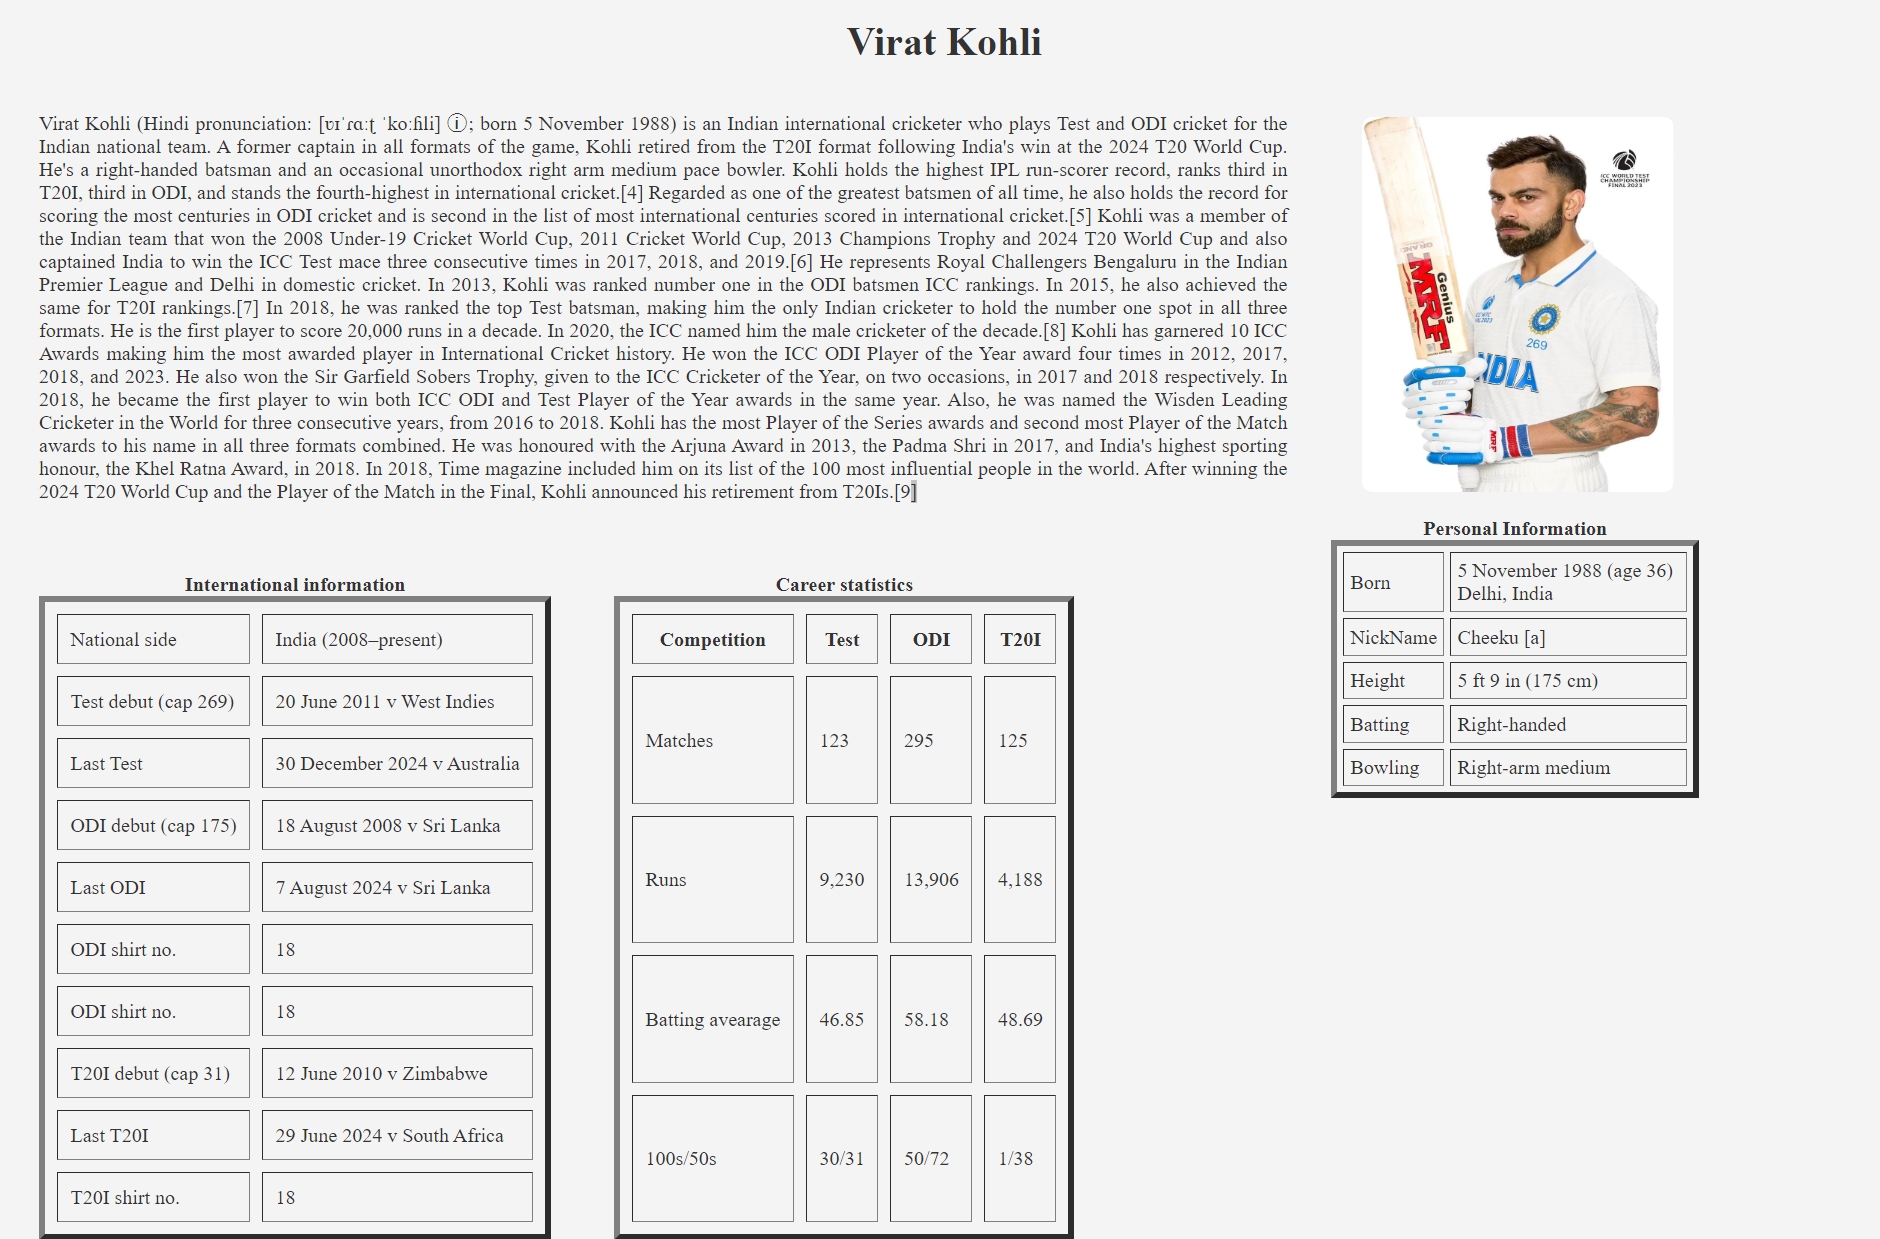 Virat Kohli
Virat Kohli (Hindi pronunciation: [ʋɪˈɾɑːʈ ˈkoːɦli] ⓘ; born 5 November 1988) is an Indian international cricketer who plays Test and ODI cricket for the
Indian national team. A former captain in all formats of the game, Kohli retired from the T20I format following India's win at the 2024 T20 World Cup.
He's a right-handed batsman and an occasional unorthodox right arm medium pace bowler. Kohli holds the highest IPL run-scorer record, ranks third in
T20I, third in ODI, and stands the fourth-highest in international cricket.[4] Regarded as one of the greatest batsmen of all time, he also holds the record for
scoring the most centuries in ODI cricket and is second in the list of most international centuries scored in international cricket.[5] Kohli was a member of
the Indian team that won the 2008 Under-19 Cricket World Cup, 2011 Cricket World Cup, 2013 Champions Trophy and 2024 T20 World Cup and also
captained India to win the ICC Test mace three consecutive times in 2017, 2018, and 2019.[6] He represents Royal Challengers Bengaluru in the Indian
Premier League and Delhi in domestic cricket. In 2013, Kohli was ranked number one in the ODI batsmen ICC rankings. In 2015, he also achieved the
same for T20I rankings.[7] In 2018, he was ranked the top Test batsman, making him the only Indian cricketer to hold the number one spot in all three
formats. He is the first player to score 20,000 runs in a decade. In 2020, the ICC named him the male cricketer of the decade.[8] Kohli has garnered 10 ICC
Awards making him the most awarded player in International Cricket history. He won the ICC ODI Player of the Year award four times in 2012, 2017,
2018, and 2023. He also won the Sir Garfield Sobers Trophy, given to the ICC Cricketer of the Year, on two occasions, in 2017 and 2018 respectively. In
2018, he became the first player to win both ICC ODI and Test Player of the Year awards in the same year. Also, he was named the Wisden Leading
Cricketer in the World for three consecutive years, from 2016 to 2018. Kohli has the most Player of the Series awards and second most Player of the Match
awards to his name in all three formats combined. He was honoured with the Arjuna Award in 2013, the Padma Shri in 2017, and India's highest sporting
honour, the Khel Ratna Award, in 2018. In 2018, Time magazine included him on its list of the 100 most influential people in the world. After winning the
2024 T20 World Cup and the Player of the Match in the Final, Kohli announced his retirement from T20Is.[9]
ICC WORLD TEST
CHAMPIONSHIP
FINAL 2023
Genius
MRF
269
INDIA
MRF
Personal Information
Born 5 November 1988 (age 36)
Delhi, India
NickName Cheeku [a]
Height 5 ft 9 in (175 cm)
Batting Right-handed
Bowling Right-arm medium
International information
National side India (2008–present)
Test debut (cap 269) 20 June 2011 v West Indies
Last Test 30 December 2024 v Australia
ODI debut (cap 175) 18 August 2008 v Sri Lanka
Last ODI 7 August 2024 v Sri Lanka
ODI shirt no. 18
ODI shirt no. 18
T20I debut (cap 31) 12 June 2010 v Zimbabwe
Last T20I 29 June 2024 v South Africa
T20I shirt no. 18
Career statistics
Competition Test ODI T20I
Matches 123 295 125
Runs 9,230 13,906 4,188
Batting avearage 46.85 58.18 48.69
100s/50s 30/31 50/72 1/38